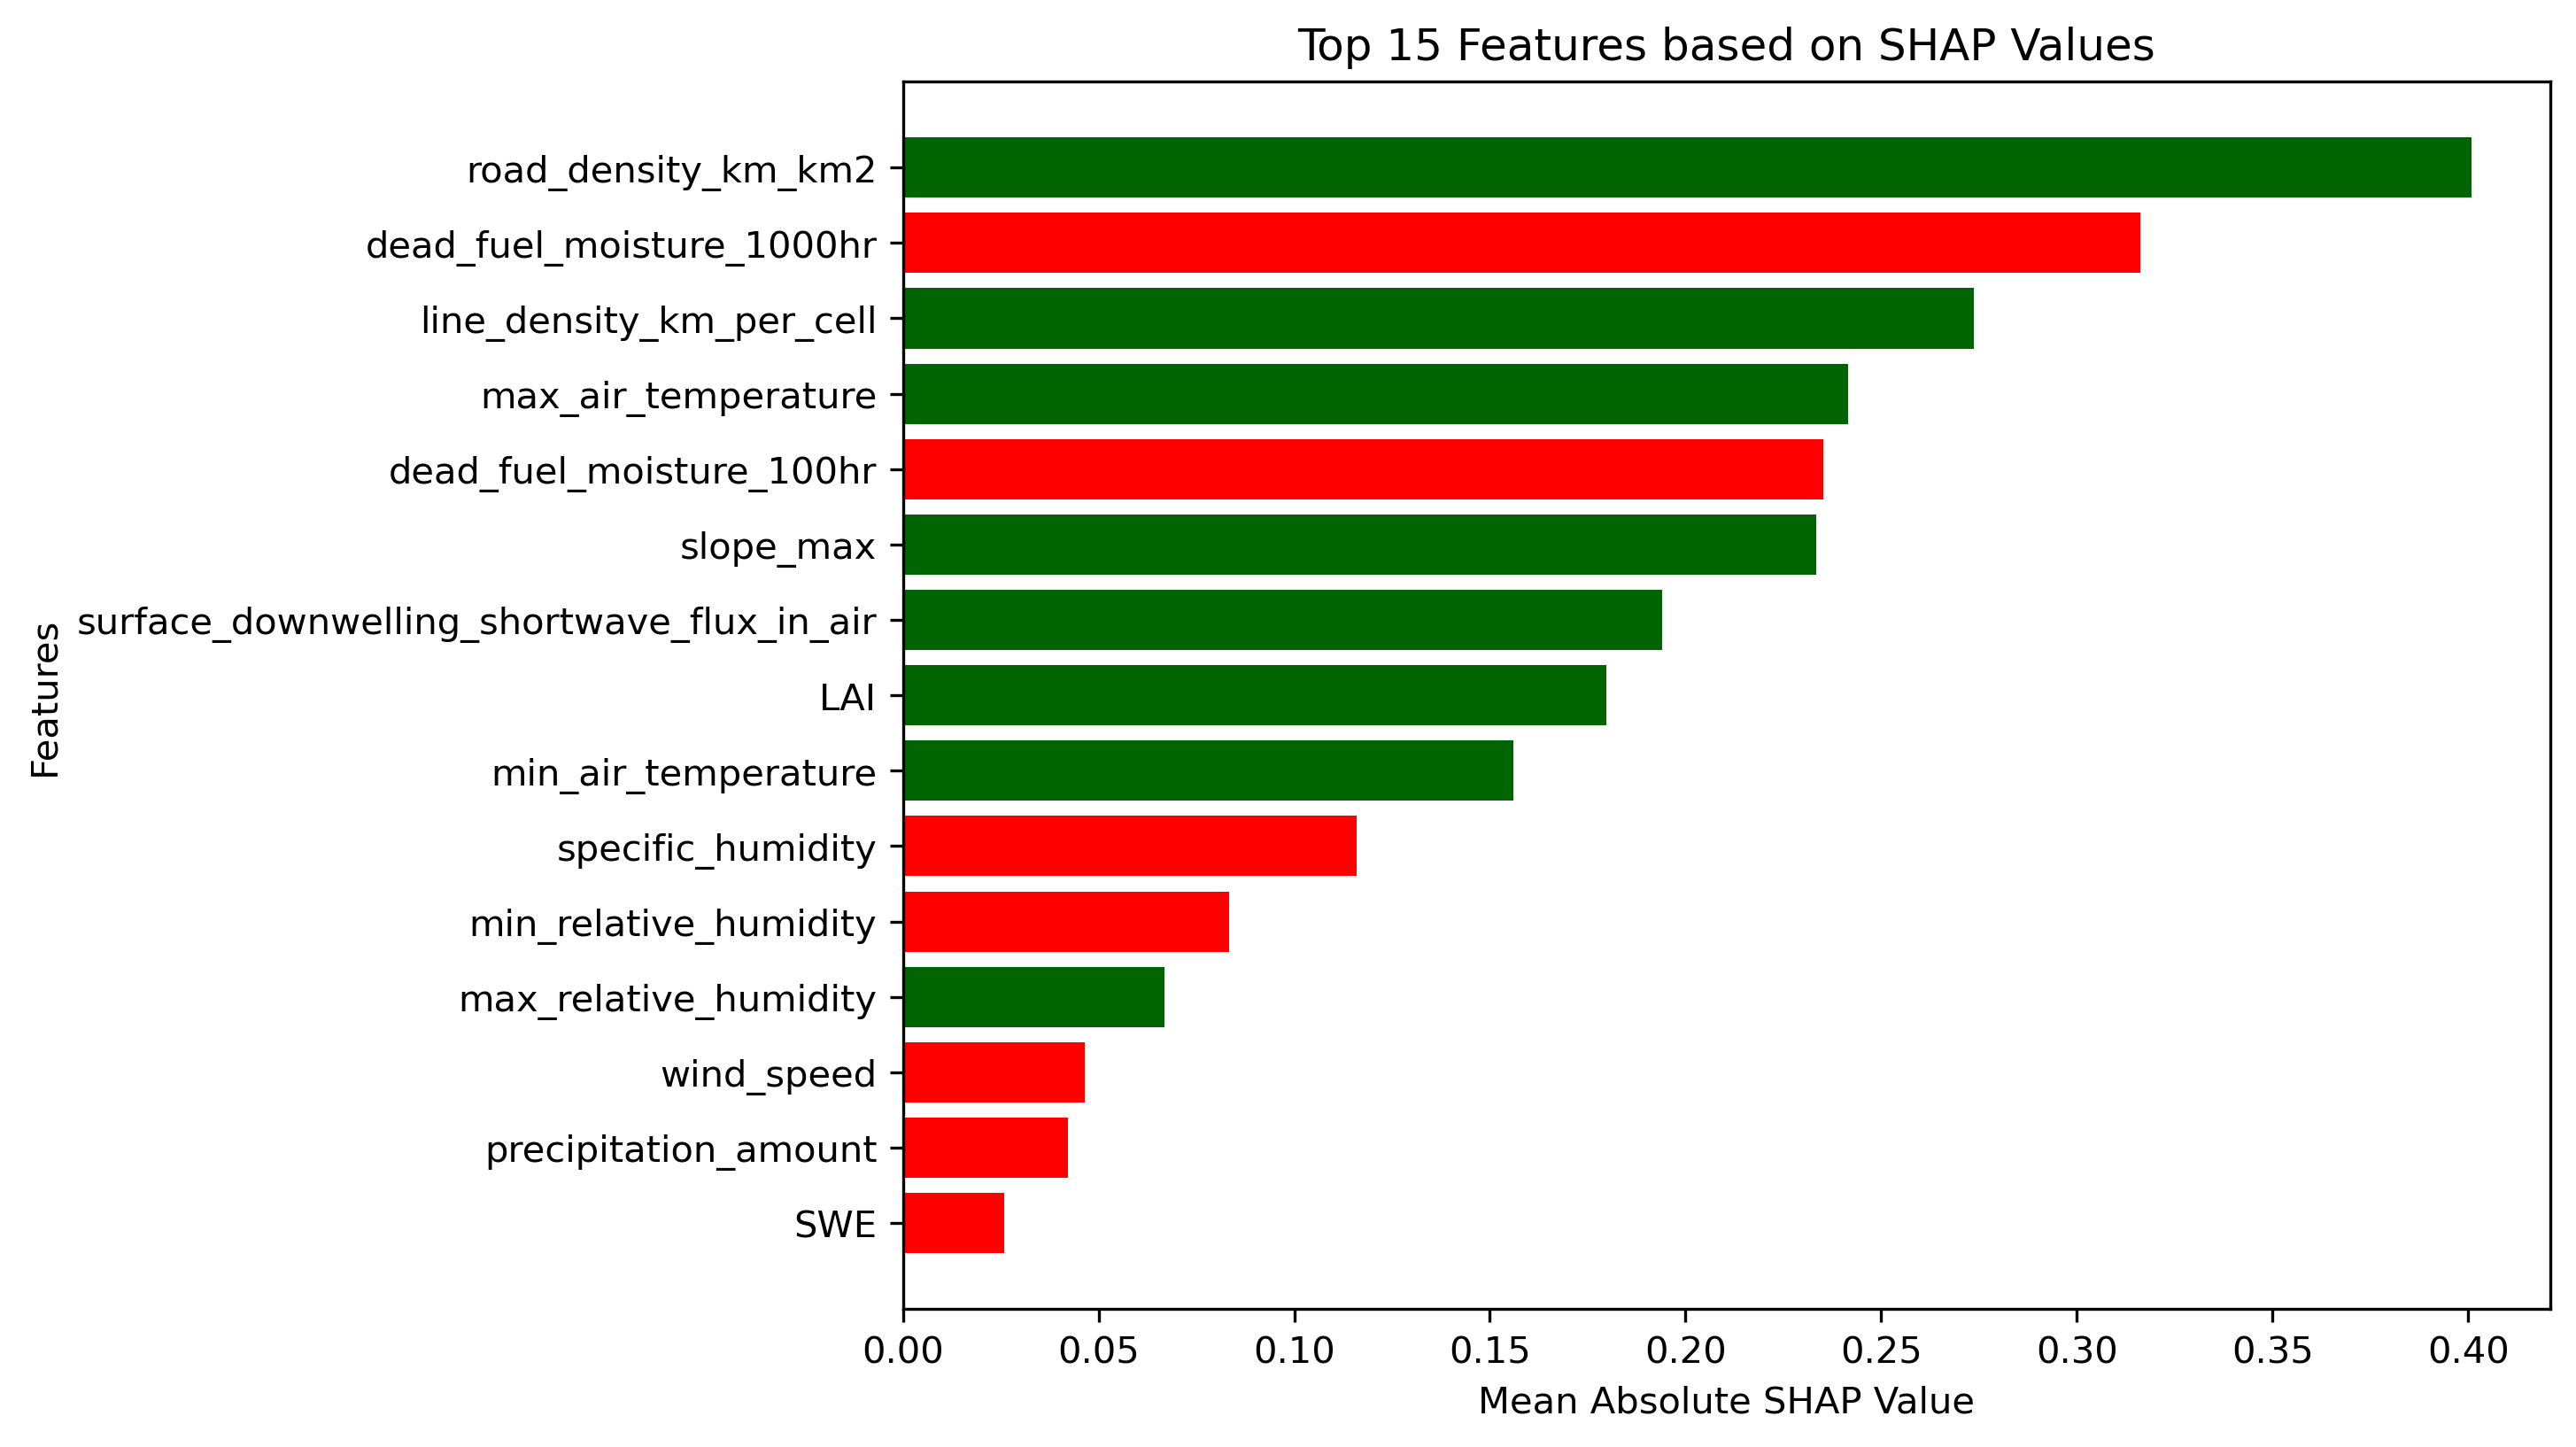 Top 15 Features based on SHAP Values
Features
road_density_km_km2
dead_fuel_moisture_1000hr
line_density_km_per_cell
max_air_temperature
dead_fuel_moisture_100hr
slope_max
surface_downwelling_shortwave_flux_in_air
LAI
min_air_temperature
specific_humidity
min_relative_humidity
max_relative_humidity
wind_speed
precipitation_amount
SWE
0.00 0.05 0.10 0.15 0.20 0.25 0.30 0.35 0.40
Mean Absolute SHAP Value